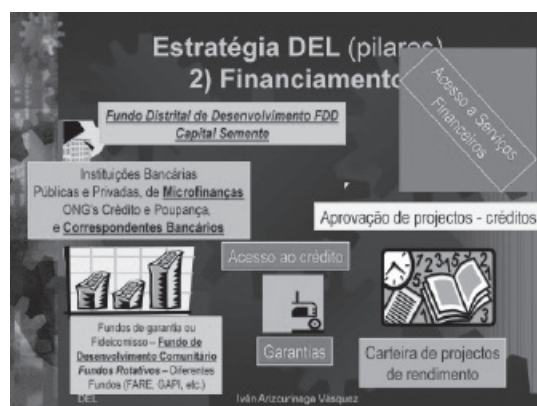 Estratégia DEL (pilares)
2) Financiamento
Acesso a Serviços
Financeiros
Fundo Distrital de Desenvolvimento FDD
Capital Semente
Instituições Bancárias
Públicas e Privadas, de Microfinanças
ONG's Crédito e Poupança,
e Correspondentes Bancários
Aprovação de projectos - créditos
Acesso ao crédito
Fundos de garantia ou
Fideicomisso – Fundo de
Desenvolvimento Comunitário
Fundos Rotativos – Diferentes
Fundos (FARE, GAPI, etc.)
Garantias
Carteira de projectos
de rendimento
DEL
Iván Arizcurinaga Vásquez